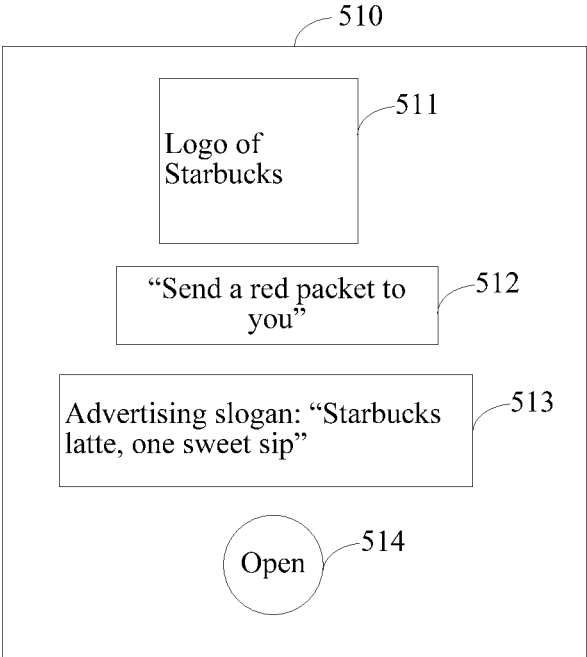 510
511
Logo of
Starbucks
“Send a red packet to
you”
512
Advertising slogan: “Starbucks
latte, one sweet sip”
513
Open
514